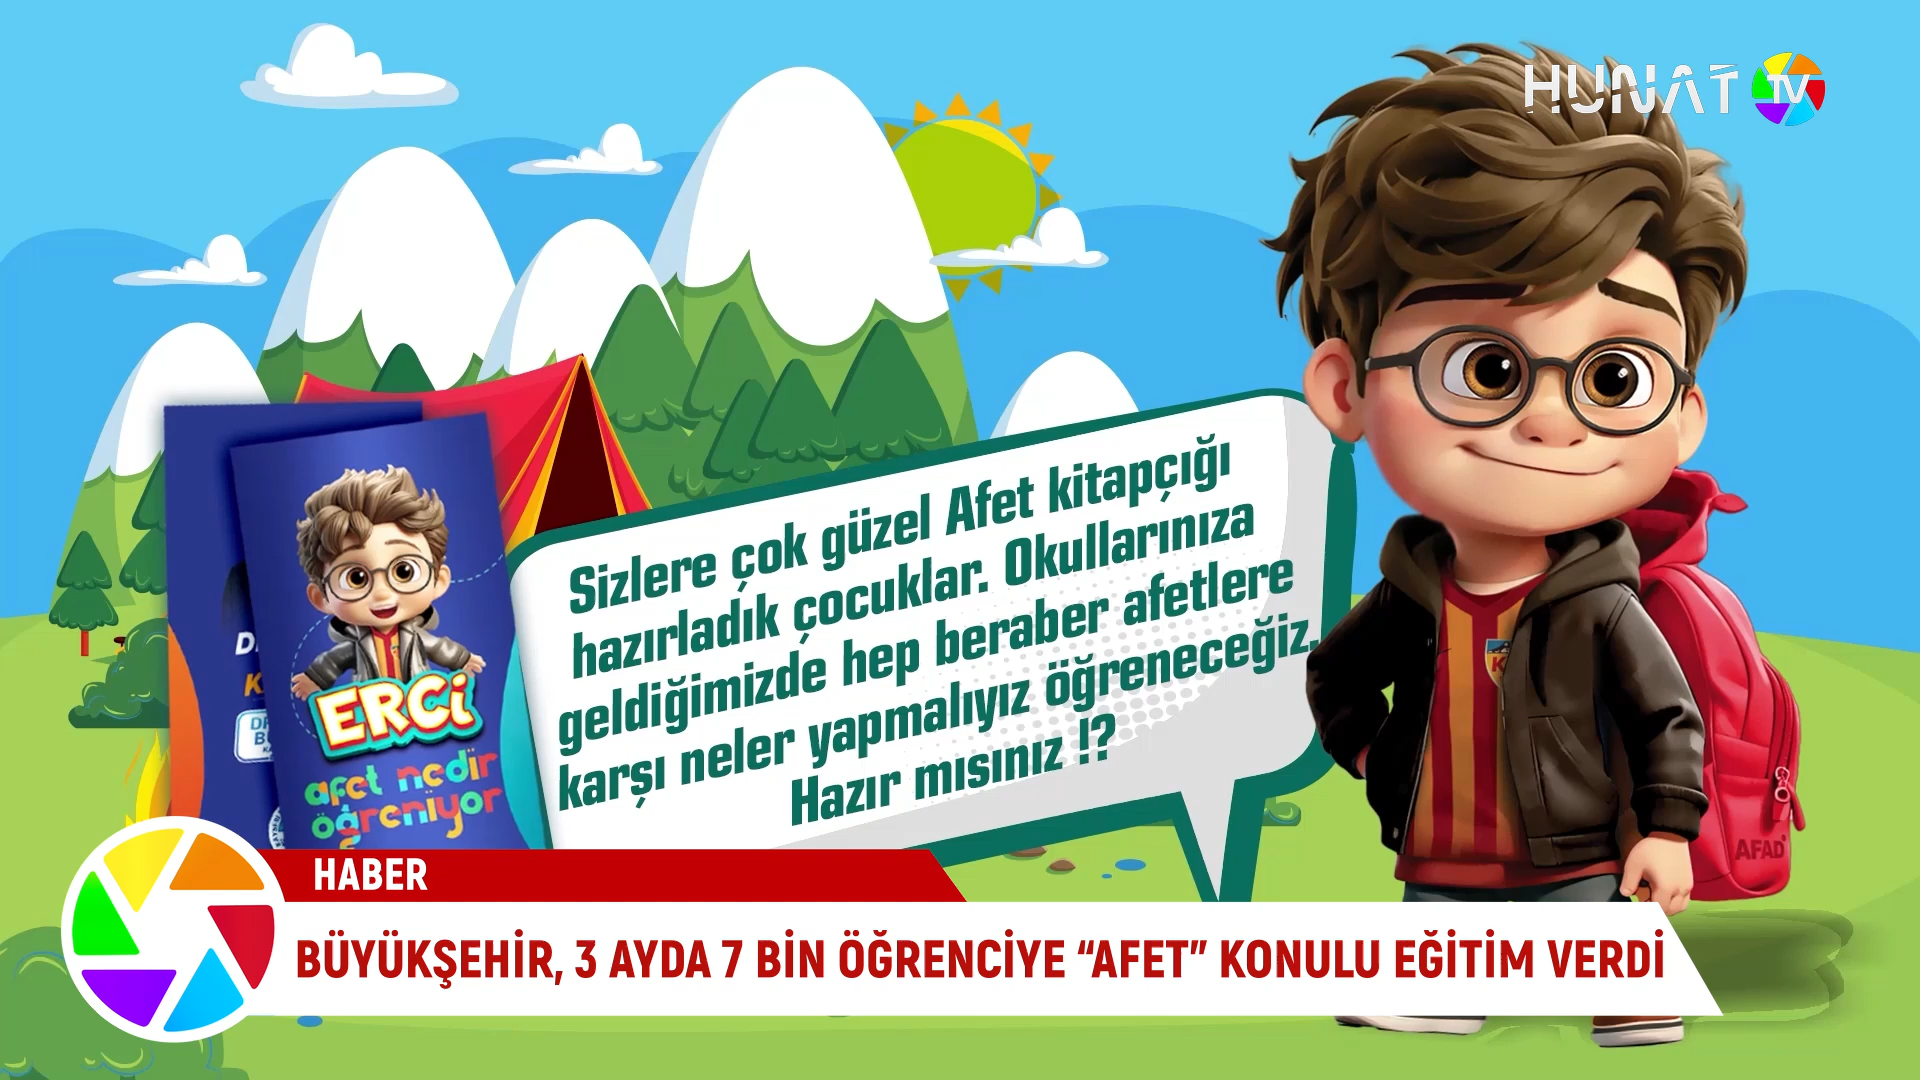 HUNAT TV
Sizlere çok güzel Afet kitapçığı
hazırladık çocuklar. Okullarınıza
geldiğimizde hep beraber afetlere
karşı neler yapmalıyız öğreneceğiz.
Hazır mısınız !?
ERCİ
afet nedir
öğreniyor
AFAD
HABER
BÜYÜKŞEHİR, 3 AYDA 7 BİN ÖĞRENCİYE “AFET” KONULU EĞİTİM VERDİ